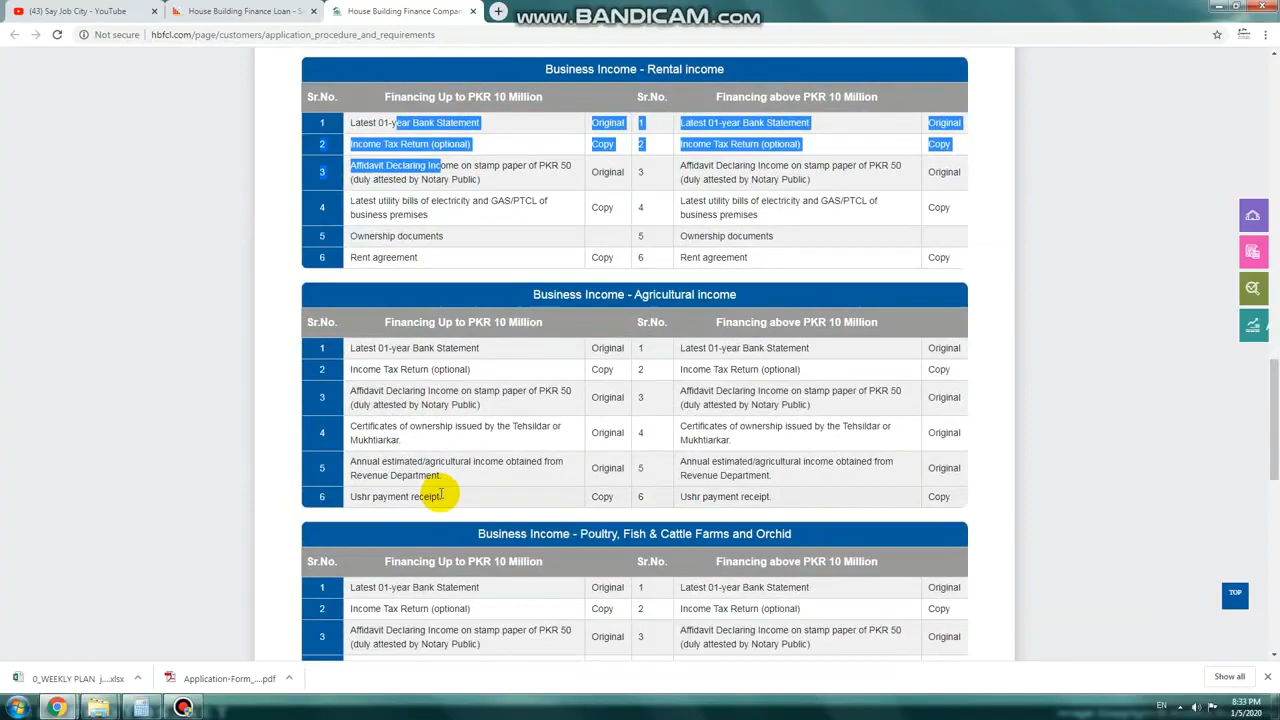 (43) Say Job City - YouTube
House Building Finance Loan - S
House Building Finance Compan
www.BANDICAM.com
Not secure | hbfcl.com/page/customers/application_procedure_and_requirements
Business Income - Rental income
Sr.No. Financing Up to PKR 10 Million Sr.No. Financing above PKR 10 Million
1 Latest 01-year Bank Statement Original 1 Latest 01-year Bank Statement Original
2 Income Tax Return (optional) Copy 2 Income Tax Return (optional) Copy
3 Affidavit Declaring Income on stamp paper of PKR 50 (duly attested by Notary Public) Original 3 Affidavit Declaring Income on stamp paper of PKR 50 (duly attested by Notary Public) Original
4 Latest utility bills of electricity and GAS/PTCL of business premises Copy 4 Latest utility bills of electricity and GAS/PTCL of business premises Copy
5 Ownership documents 5 Ownership documents
6 Rent agreement Copy 6 Rent agreement Copy
Business Income - Agricultural income
Sr.No. Financing Up to PKR 10 Million Sr.No. Financing above PKR 10 Million
1 Latest 01-year Bank Statement Original 1 Latest 01-year Bank Statement Original
2 Income Tax Return (optional) Copy 2 Income Tax Return (optional) Copy
3 Affidavit Declaring Income on stamp paper of PKR 50 (duly attested by Notary Public) Original 3 Affidavit Declaring Income on stamp paper of PKR 50 (duly attested by Notary Public) Original
4 Certificates of ownership issued by the Tehsildar or Mukhtiarkar. Original 4 Certificates of ownership issued by the Tehsildar or Mukhtiarkar. Original
5 Annual estimated/agricultural income obtained from Revenue Department. Original 5 Annual estimated/agricultural income obtained from Revenue Department. Original
6 Ushr payment receipt. Copy 6 Ushr payment receipt. Copy
Business Income - Poultry, Fish & Cattle Farms and Orchid
Sr.No. Financing Up to PKR 10 Million Sr.No. Financing above PKR 10 Million
1 Latest 01-year Bank Statement Original 1 Latest 01-year Bank Statement Original
2 Income Tax Return (optional) Copy 2 Income Tax Return (optional) Copy
3 Affidavit Declaring Income on stamp paper of PKR 50 (duly attested by Notary Public) Original 3 Affidavit Declaring Income on stamp paper of PKR 50 (duly attested by Notary Public) Original
TOP
0_WEEKLY PLAN j....xlsx
Application-Form_....pdf
Show all
EN
8:33 PM
1/5/2020